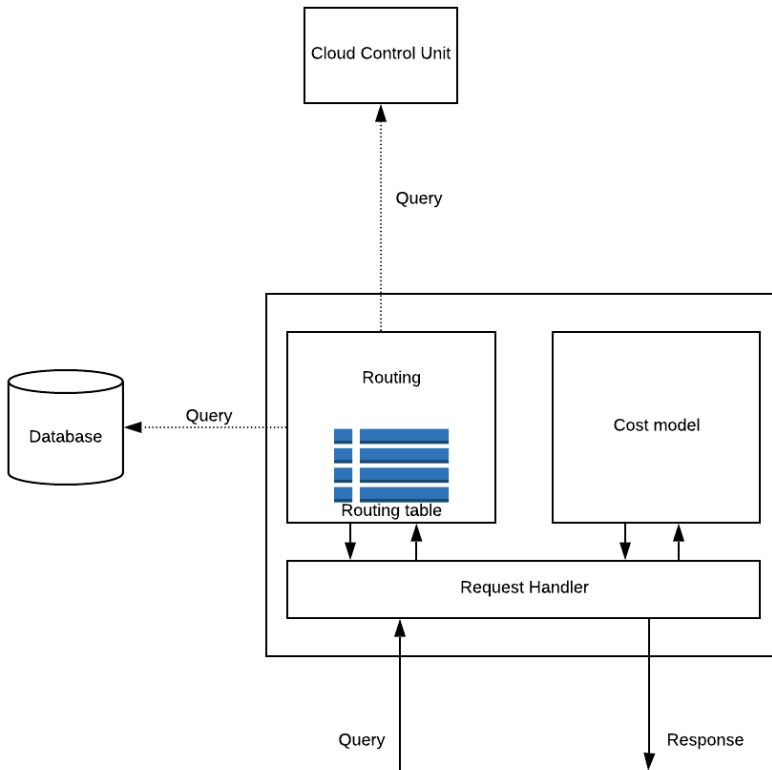 Cloud Control Unit
Query
Routing
Cost model
Query
Database
Routing table
Request Handler
Query
Response